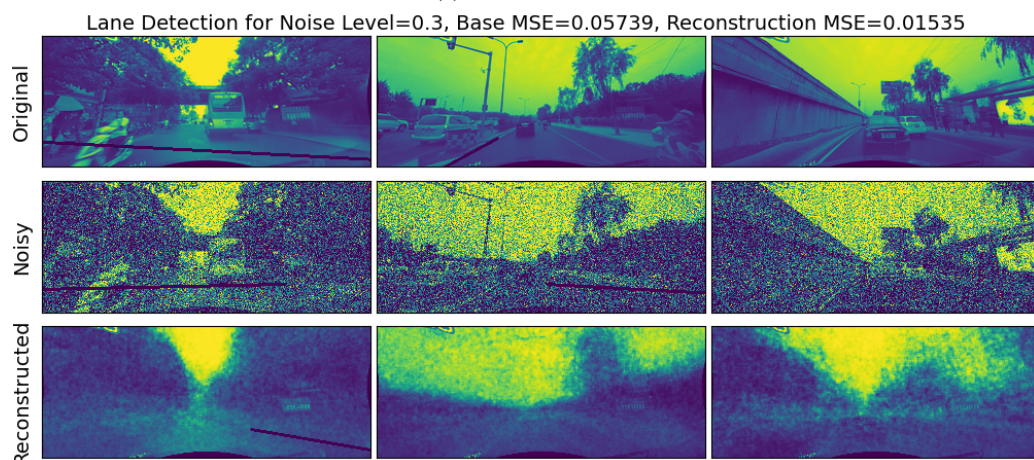 Lane Detection for Noise Level=0.3, Base MSE=0.05739, Reconstruction MSE=0.01535
Original
Noisy
Reconstructed